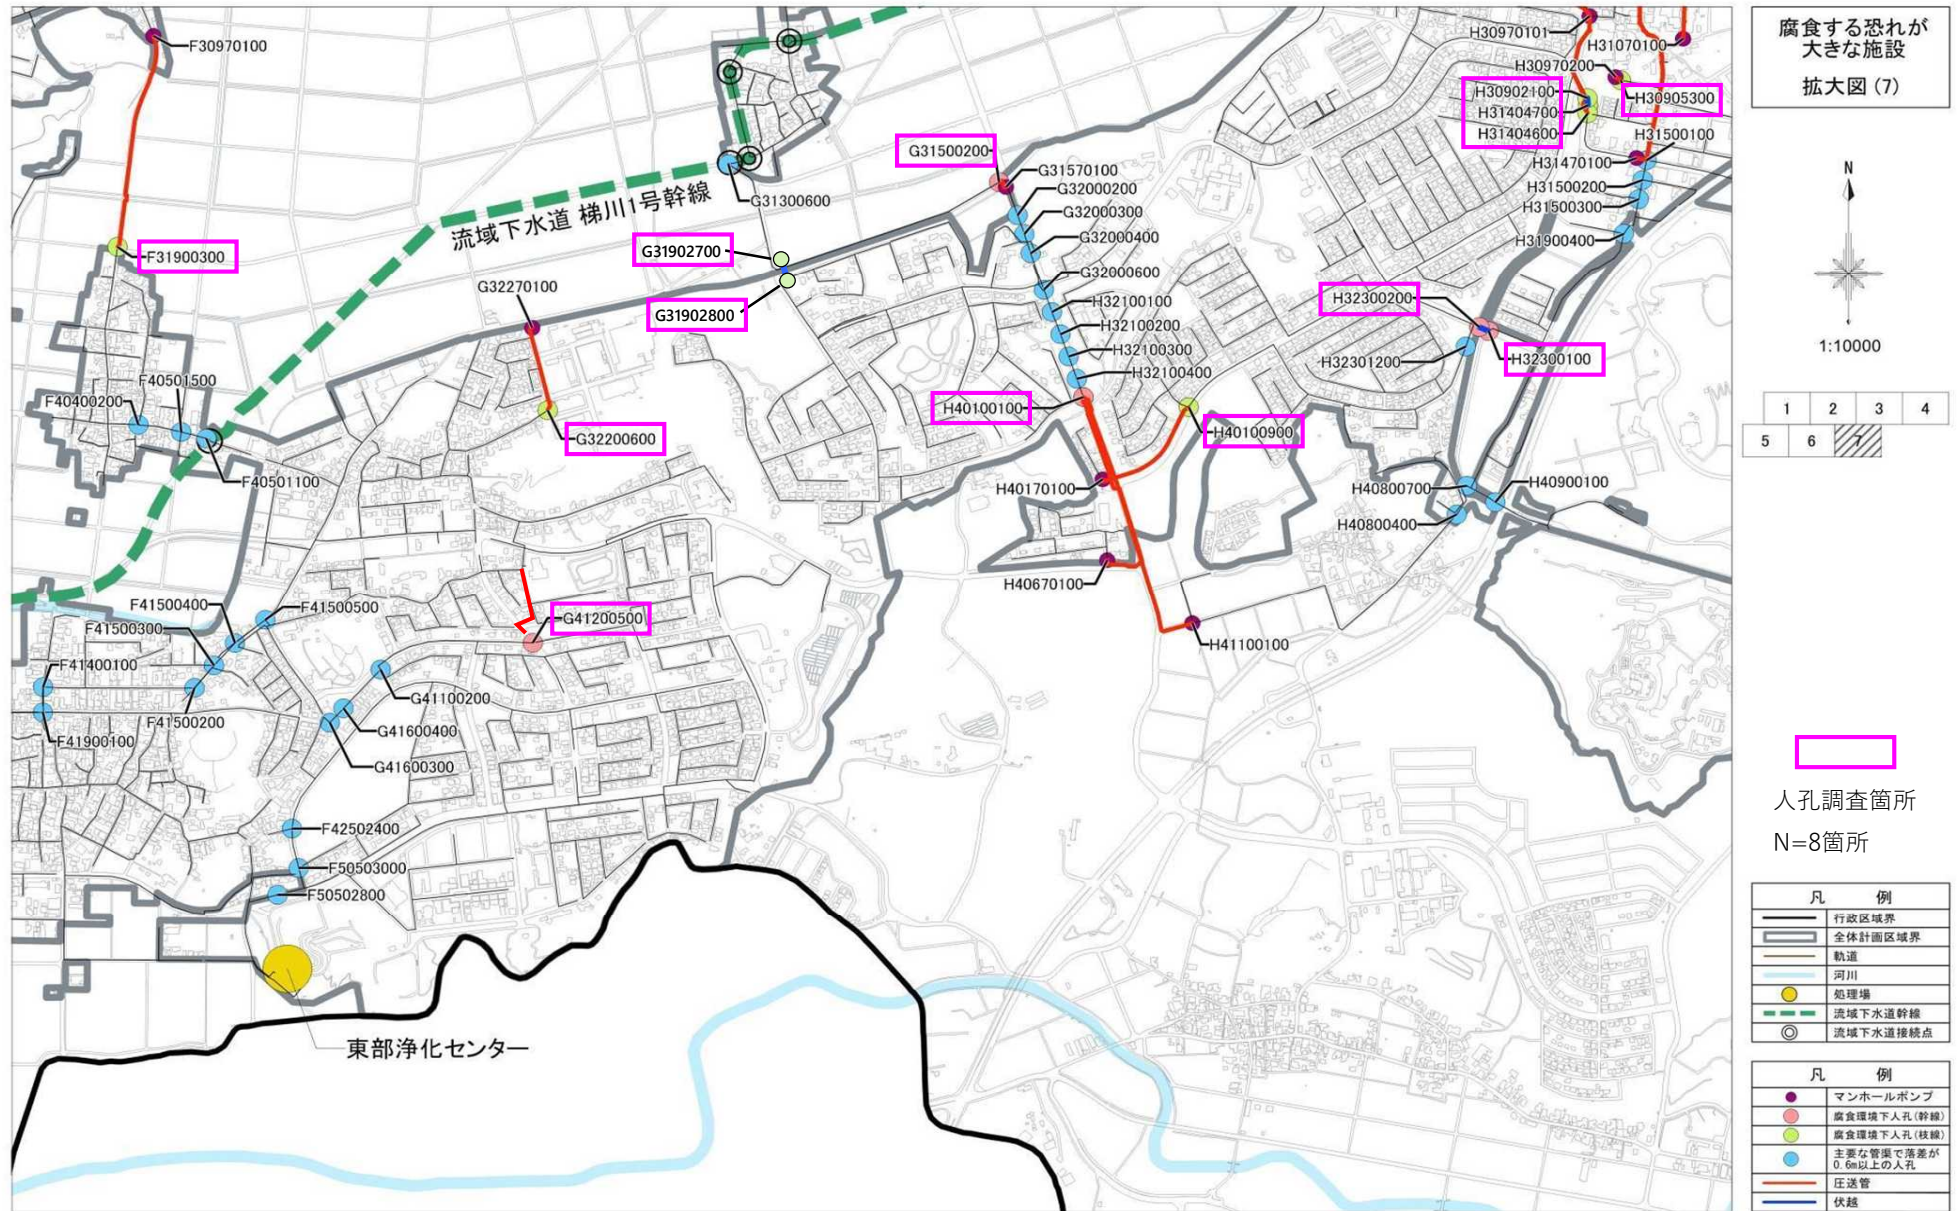 腐食する恐れが
大きな施設
拡大図 (7)
N
1:10000
1 2 3 4
5 6 7
人孔調査箇所
N=8箇所
凡 例
行政区域界
全体計画区域界
軌道
河川
処理場
流域下水道幹線
流域下水道接続点
凡 例
マンホールポンプ
腐食環境下人孔(幹線)
腐食環境下人孔(枝線)
主要な管渠で落差が
0.6m以上の人孔
圧送管
伏越
F30970100
H30970101
H31070100
H30970200
H30902100
H30905300
H31404700
H31404600
H31500100
G31500200
H31470100
G31570100
H31500200
G32000200
H31500300
G31300600
G32000300
流域下水道 梯川1号幹線
G32000400
H31900400
G31902700
F31900300
G32000600
G32270100
H32300200
H32100100
G31902800
H32100200
H32100300
H32301200
H32300100
H32100400
F40501500
F40400200
H40100100
H40100900
G32200600
F40501100
H40170100
H40800700
H40900100
H40800400
H40670100
F41500400
F41500500
G41200500
F41500300
H41100100
F41400100
G41100200
F41500200
G41600400
F41900100
G41600300
F42502400
F50503000
F50502800
東部浄化センター